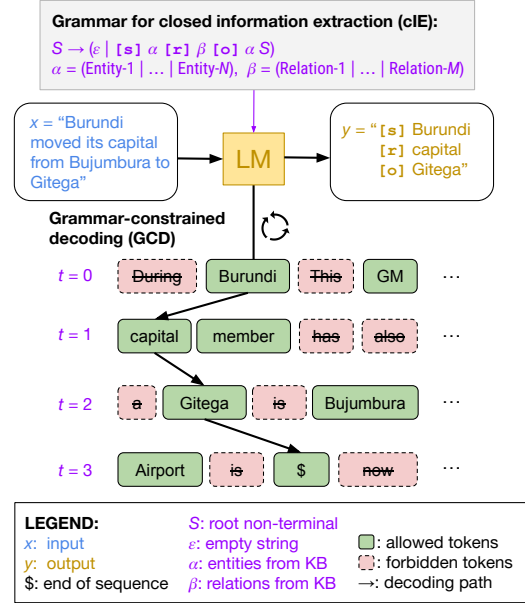 Grammar for closed information extraction (cIE):
S → (ε | [s] α [r] β [o] α S)
α = (Entity-1 | … | Entity-N), β = (Relation-1 | … | Relation-M)
x = “Burundi
moved its capital
from Bujumbura to
Gitega”
LM
y = “[s] Burundi
[r] capital
[o] Gitega”
Grammar-constrained
decoding (GCD)
t = 0 During Burundi This GM ⋯
t = 1 capital member has also ⋯
t = 2 a Gitega is Bujumbura ⋯
t = 3 Airport is $ now ⋯
LEGEND:
x: input
y: output
$: end of sequence
S: root non-terminal
ε: empty string
α: entities from KB
β: relations from KB
: allowed tokens
: forbidden tokens
→: decoding path